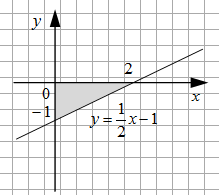 y
2
0
x
−1
y = 1/2 x − 1